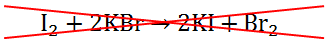 I₂ + 2KBr → 2KI + Br₂